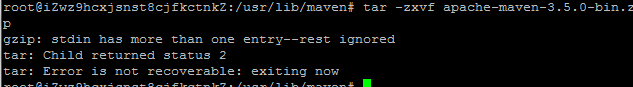 root@iZwz9hcxjsnst8cjfkctnkZ:/usr/lib/maven# tar -zxvf apache-maven-3.5.0-bin.z
p
gzip: stdin has more than one entry--rest ignored
tar: Child returned status 2
tar: Error is not recoverable: exiting now
root@iZwz9hcxjsnst8cjfkctnkZ:/usr/lib/maven#